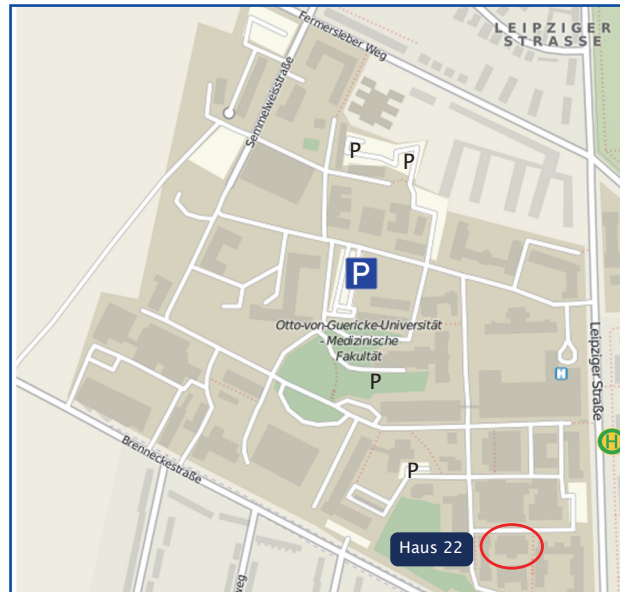 LEIPZIGER
STRASSE
Fermersleber Weg
Semmelweisstraße
P
P
P
Otto-von-Guericke-Universität
- Medizinische
Fakultät
Leipziger Straße
H
P
H
Brenneckestraße
P
Haus 22
weg